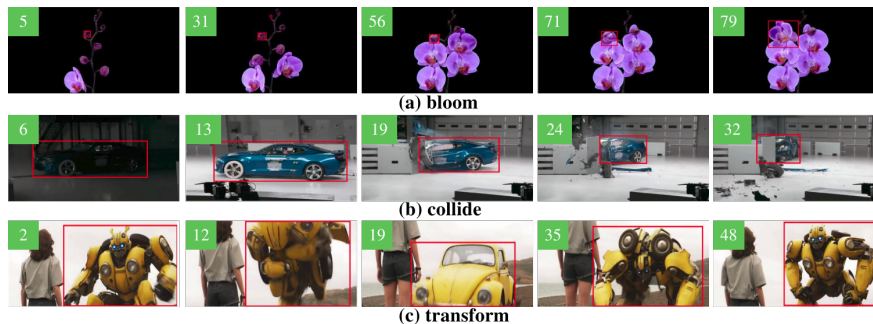 5 31 56 71 79
(a) bloom
6 13 19 24 32
(b) collide
2 12 19 35 48
(c) transform